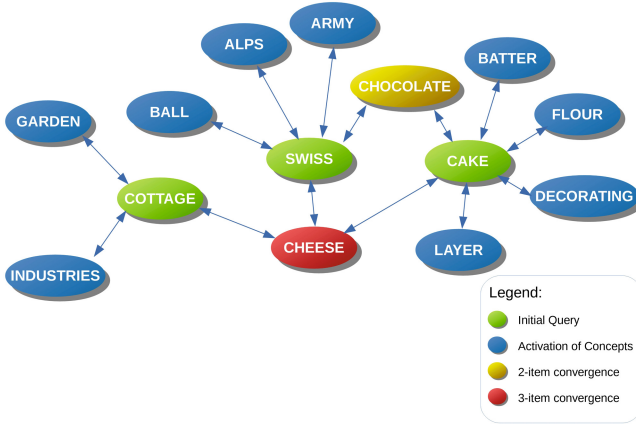 ARMY
ALPS
BATTER
CHOCOLATE
BALL
GARDEN
FLOUR
SWISS
CAKE
COTTAGE
DECORATING
CHEESE
LAYER
INDUSTRIES
Legend:
Initial Query
Activation of Concepts
2-item convergence
3-item convergence